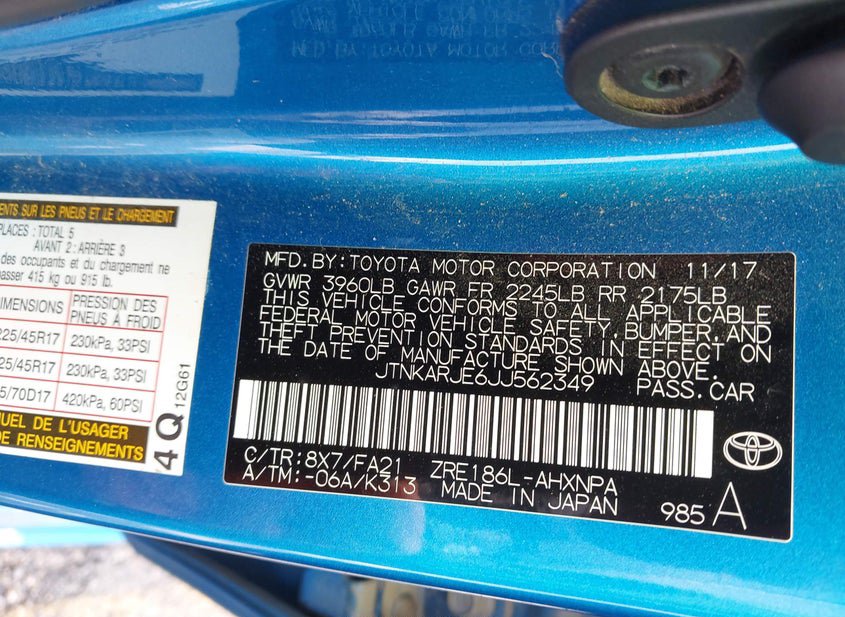 MFD.BY:TOYOTA MOTOR CORPORATION 11/17
GVWR 3960LB GAWR FR 2245LB RR 2175LB
THIS VEHICLE CONFORMS TO ALL APPLICABLE
FEDERAL MOTOR VEHICLE SAFETY,BUMPER,AND
THEFT PREVENTION STANDARDS IN EFFECT ON
THE DATE OF MANUFACTURE SHOWN ABOVE.
JTNKARJE6JJ562349 PASS.CAR
C/TR:8X7/FA21 ZRE186L-AHXNPA
A/TM:-06A/K313 MADE IN JAPAN
985 A
SUR LES PNEUS ET LE CHARGEMENT
PLACES : TOTAL 5
AVANT 2 : ARRIÈRE 3
des occupants et du chargement ne
415 kg ou 915 lb.
PRESSION DES
PNEUS À FROID
225/45R17 230kPa, 33PSI
25/45R17 230kPa, 33PSI
5/70D17 420kPa, 60PSI
DE L'USAGER
DE RENSEIGNEMENTS
4Q 12G61